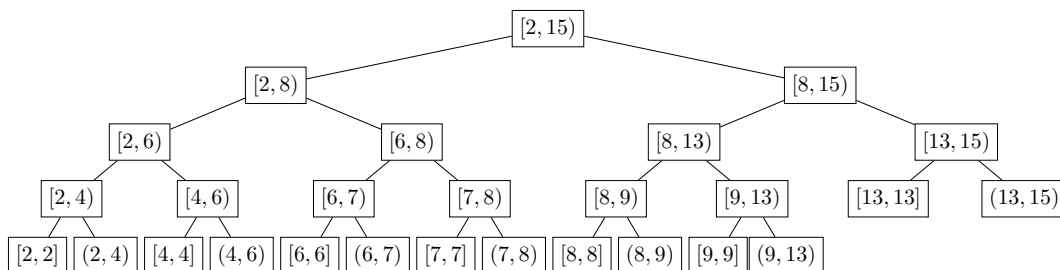 [2, 15)
[2, 8) [8, 15)
[2, 6) [6, 8) [8, 13) [13, 15)
[2, 4) [4, 6) [6, 7) [7, 8) [8, 9) [9, 13) [13, 13] (13, 15)
[2, 2] (2, 4) [4, 4] (4, 6) [6, 6] (6, 7) [7, 7] (7, 8) [8, 8] (8, 9) [9, 9] (9, 13)